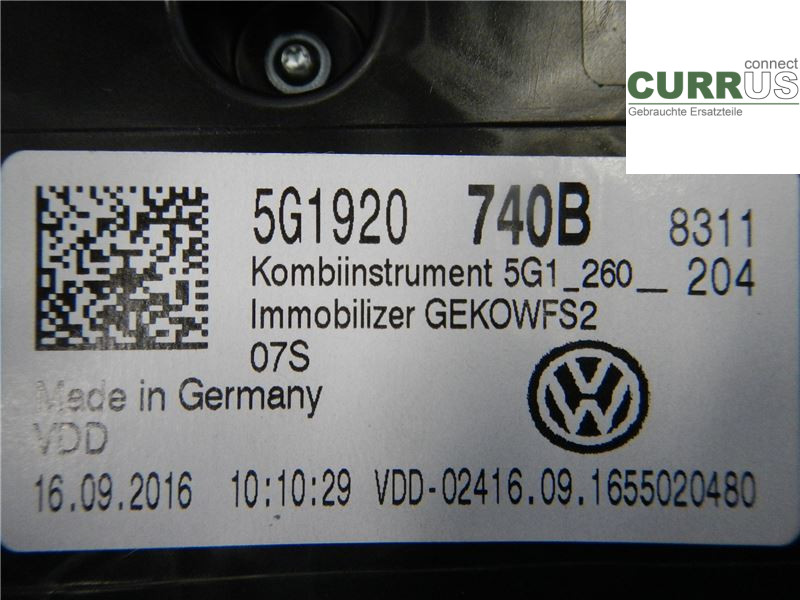 connect
CURRUS
Gebrauchte Ersatzteile
5G1920 740B 8311
Kombiinstrument 5G1_260__ 204
Immobilizer GEKOWFS2
07S
Made in Germany
VDD
16.09.2016 10:10:29 VDD-02416.09.1655020480